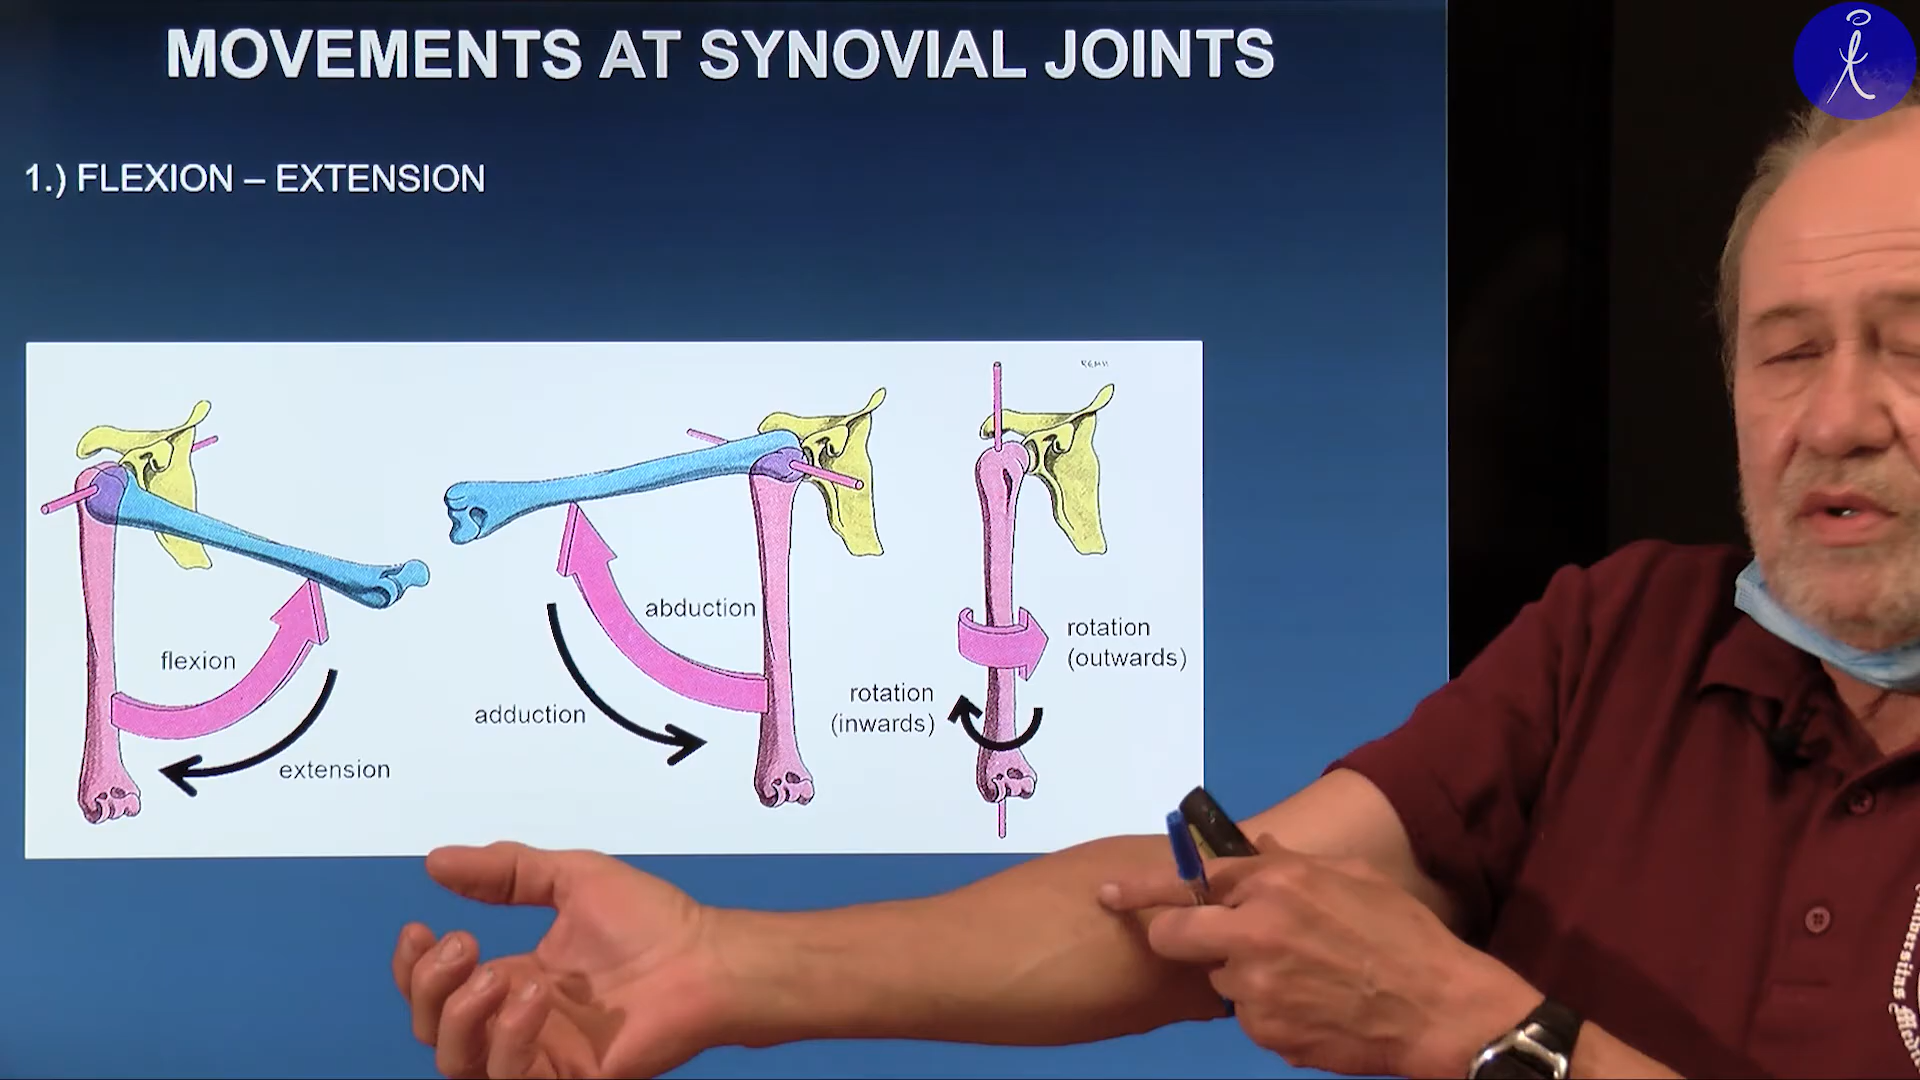 MOVEMENTS AT SYNOVIAL JOINTS
1.) FLEXION – EXTENSION
flexion
extension
abduction
adduction
rotation
(outwards)
rotation
(inwards)